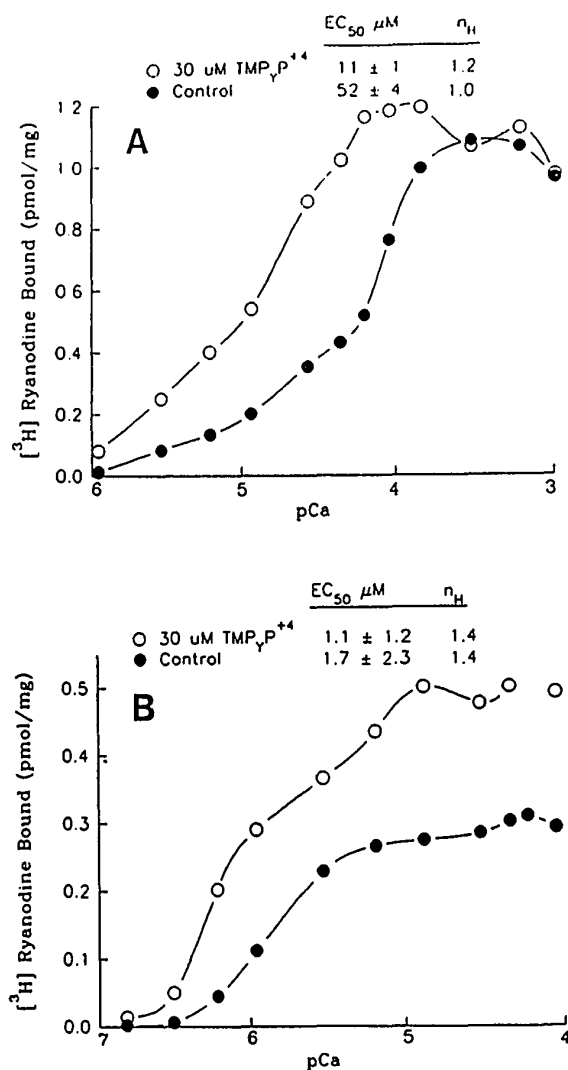 EC50 μM nH
○ 30 uM TMPγP+4 11 ± 1 1.2
● Control 52 ± 4 1.0
A
[3H] Ryanodine Bound (pmol/mg)
1.2
1.0
0.8
0.6
0.4
0.2
0.0
6 5 4 3
pCa
EC50 μM nH
○ 30 uM TMPγP+4 1.1 ± 1.2 1.4
● Control 1.7 ± 2.3 1.4
B
[3H] Ryanodine Bound (pmol/mg)
0.5
0.4
0.3
0.2
0.1
0.0
7 6 5 4
pCa